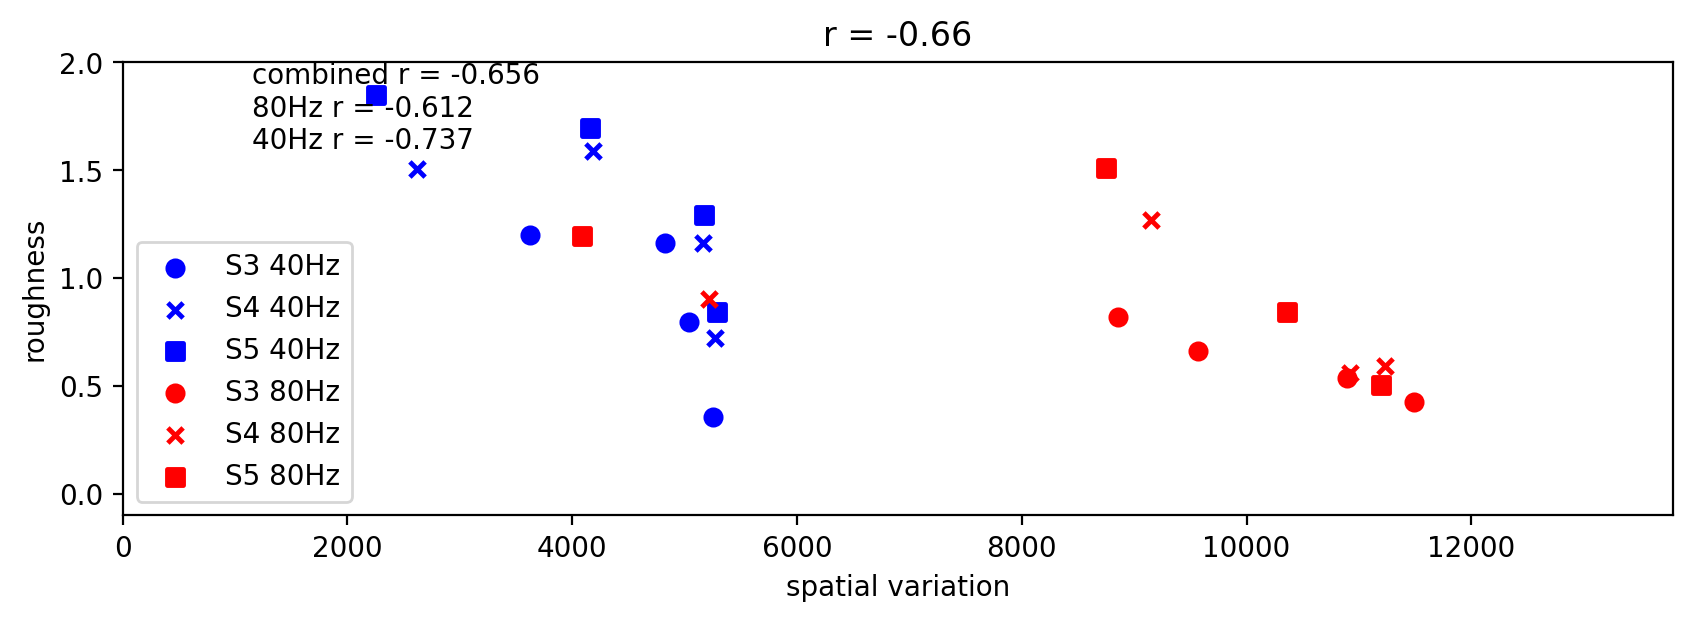 r = -0.66
2.0
combined r = -0.656
80Hz r = -0.612
40Hz r = -0.737
1.5
1.0
0.5
0.0
roughness
S3 40Hz
S4 40Hz
S5 40Hz
S3 80Hz
S4 80Hz
S5 80Hz
0 2000 4000 6000 8000 10000 12000
spatial variation